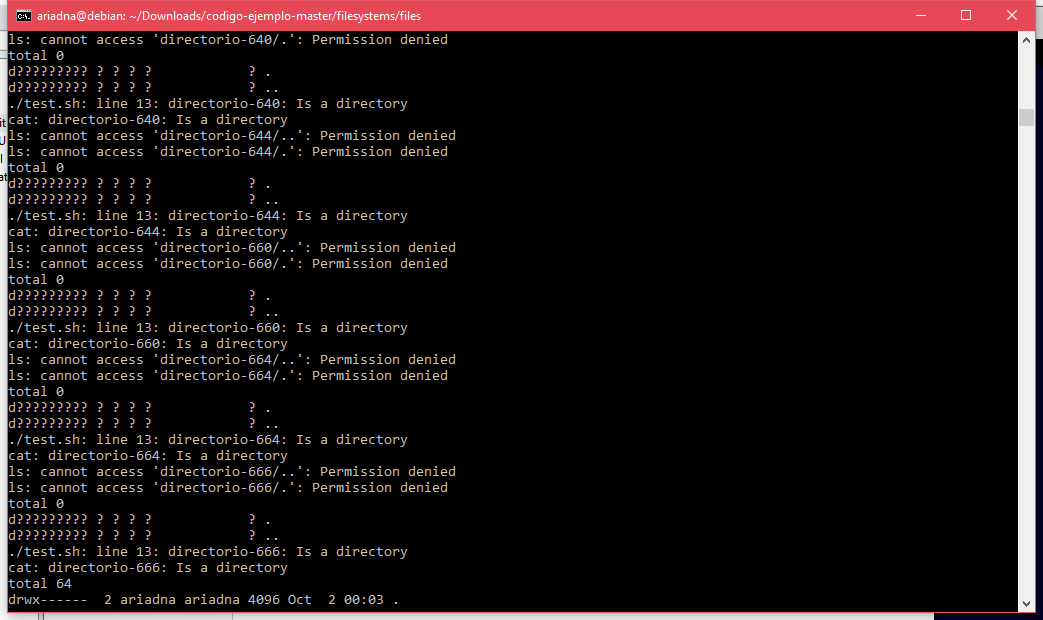 ariadna@debian: ~/Downloads/codigo-ejemplo-master/filesystems/files
ls: cannot access 'directorio-640/.': Permission denied
total 0
d????????? ? ? ? ?            ? .
d????????? ? ? ? ?            ? ..
./test.sh: line 13: directorio-640: Is a directory
cat: directorio-640: Is a directory
ls: cannot access 'directorio-644/..': Permission denied
ls: cannot access 'directorio-644/.': Permission denied
total 0
d????????? ? ? ? ?            ? .
d????????? ? ? ? ?            ? ..
./test.sh: line 13: directorio-644: Is a directory
cat: directorio-644: Is a directory
ls: cannot access 'directorio-660/..': Permission denied
ls: cannot access 'directorio-660/.': Permission denied
total 0
d????????? ? ? ? ?            ? .
d????????? ? ? ? ?            ? ..
./test.sh: line 13: directorio-660: Is a directory
cat: directorio-660: Is a directory
ls: cannot access 'directorio-664/..': Permission denied
ls: cannot access 'directorio-664/.': Permission denied
total 0
d????????? ? ? ? ?            ? .
d????????? ? ? ? ?            ? ..
./test.sh: line 13: directorio-664: Is a directory
cat: directorio-664: Is a directory
ls: cannot access 'directorio-666/..': Permission denied
ls: cannot access 'directorio-666/.': Permission denied
total 0
d????????? ? ? ? ?            ? .
d????????? ? ? ? ?            ? ..
./test.sh: line 13: directorio-666: Is a directory
cat: directorio-666: Is a directory
total 64
drwx------  2 ariadna ariadna 4096 Oct  2 00:03 .